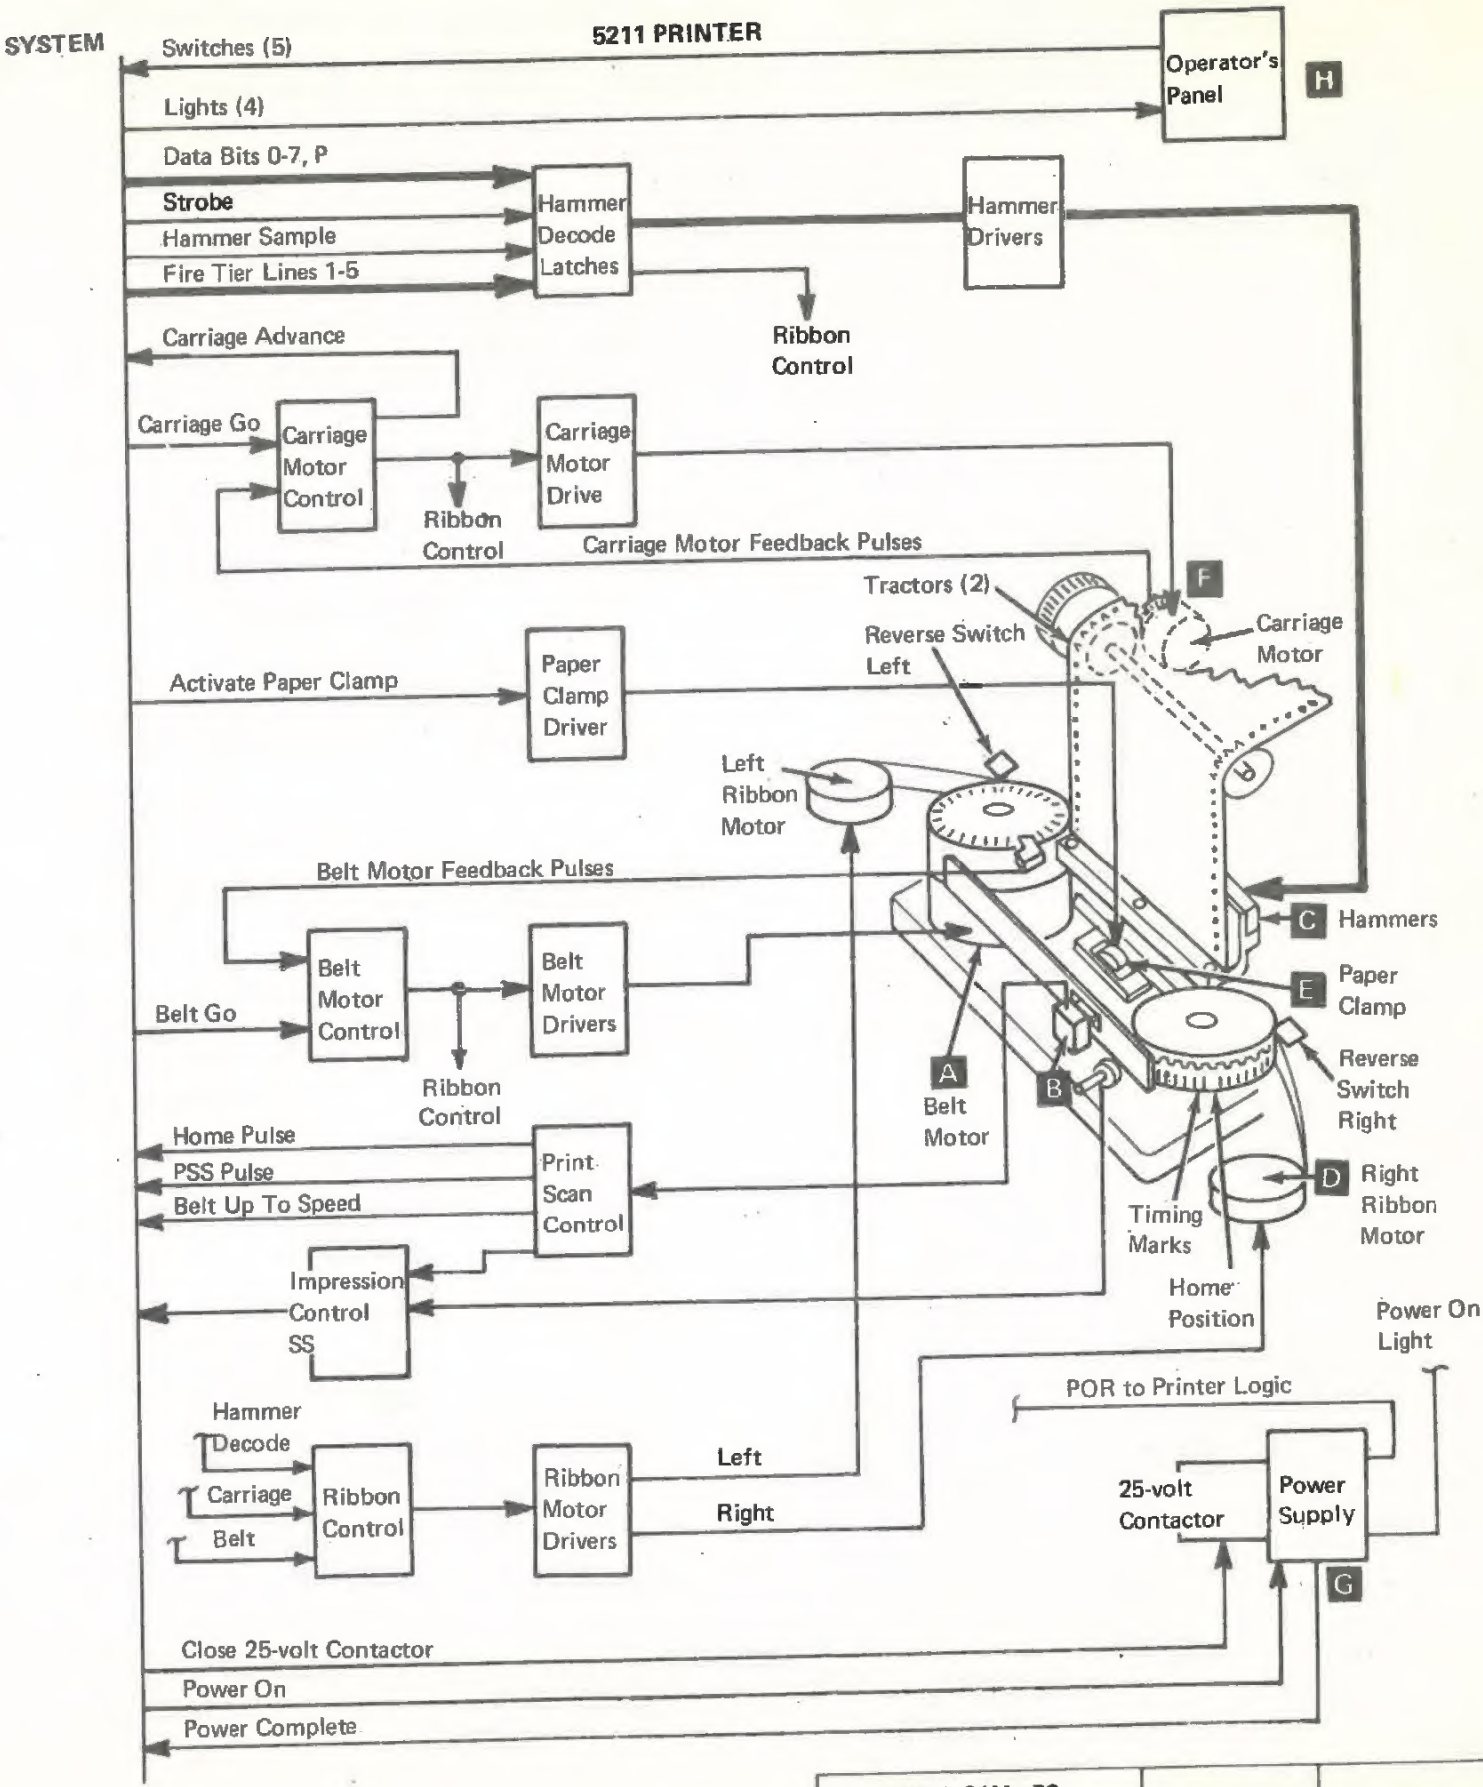 SYSTEM
5211 PRINTER
Switches (5)
Operator's
Panel
H
Lights (4)
Data Bits 0-7, P
Strobe
Hammer Sample
Fire Tier Lines 1-5
Hammer
Decode
Latches
Hammer
Drivers
Ribbon
Control
Carriage Advance
Carriage Go
Carriage
Motor
Control
Carriage
Motor
Drive
Ribbon
Control
Carriage Motor Feedback Pulses
Tractors (2)
F
Reverse Switch
Left
Carriage
Motor
Activate Paper Clamp
Paper
Clamp
Driver
Left
Ribbon
Motor
Belt Motor Feedback Pulses
C Hammers
Belt
Motor
Control
Belt
Motor
Drivers
E Paper
Clamp
Belt Go
Ribbon
Control
A
Belt
Motor
B
Reverse
Switch
Right
Home Pulse
PSS Pulse
Belt Up To Speed
Print
Scan
Control
D Right
Ribbon
Motor
Timing
Marks
Home
Position
Impression
Control
SS
Power On
Light
POR to Printer Logic
Hammer
Decode
Carriage
Belt
Ribbon
Control
Ribbon
Motor
Drivers
Left
Right
25-volt
Contactor
Power
Supply
G
Close 25-volt Contactor
Power On
Power Complete